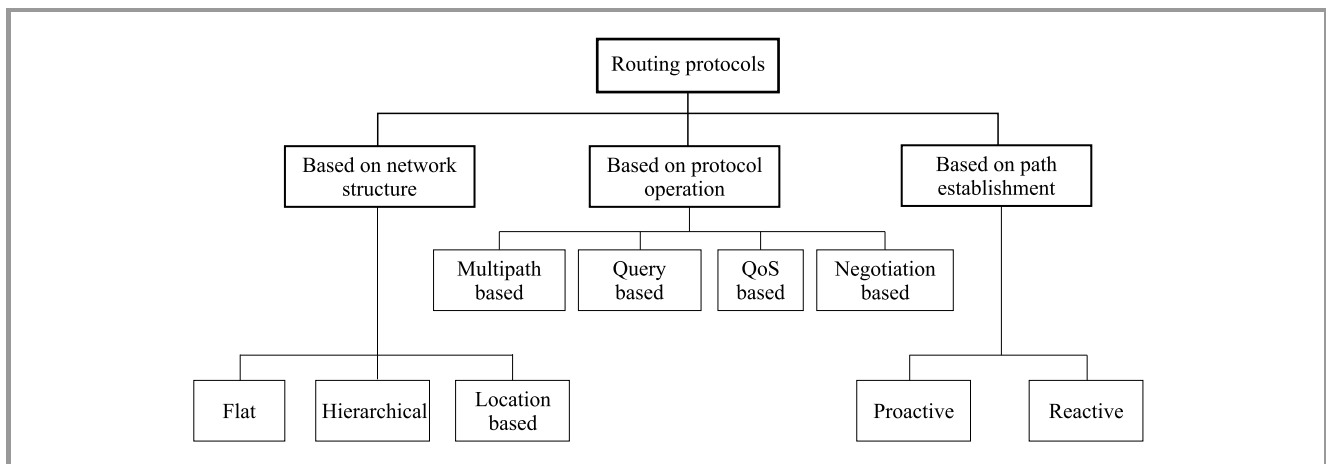 Routing protocols
Based on network
structure
Based on protocol
operation
Based on path
establishment
Multipath
based
Query
based
QoS
based
Negotiation
based
Flat
Hierarchical
Location
based
Proactive
Reactive